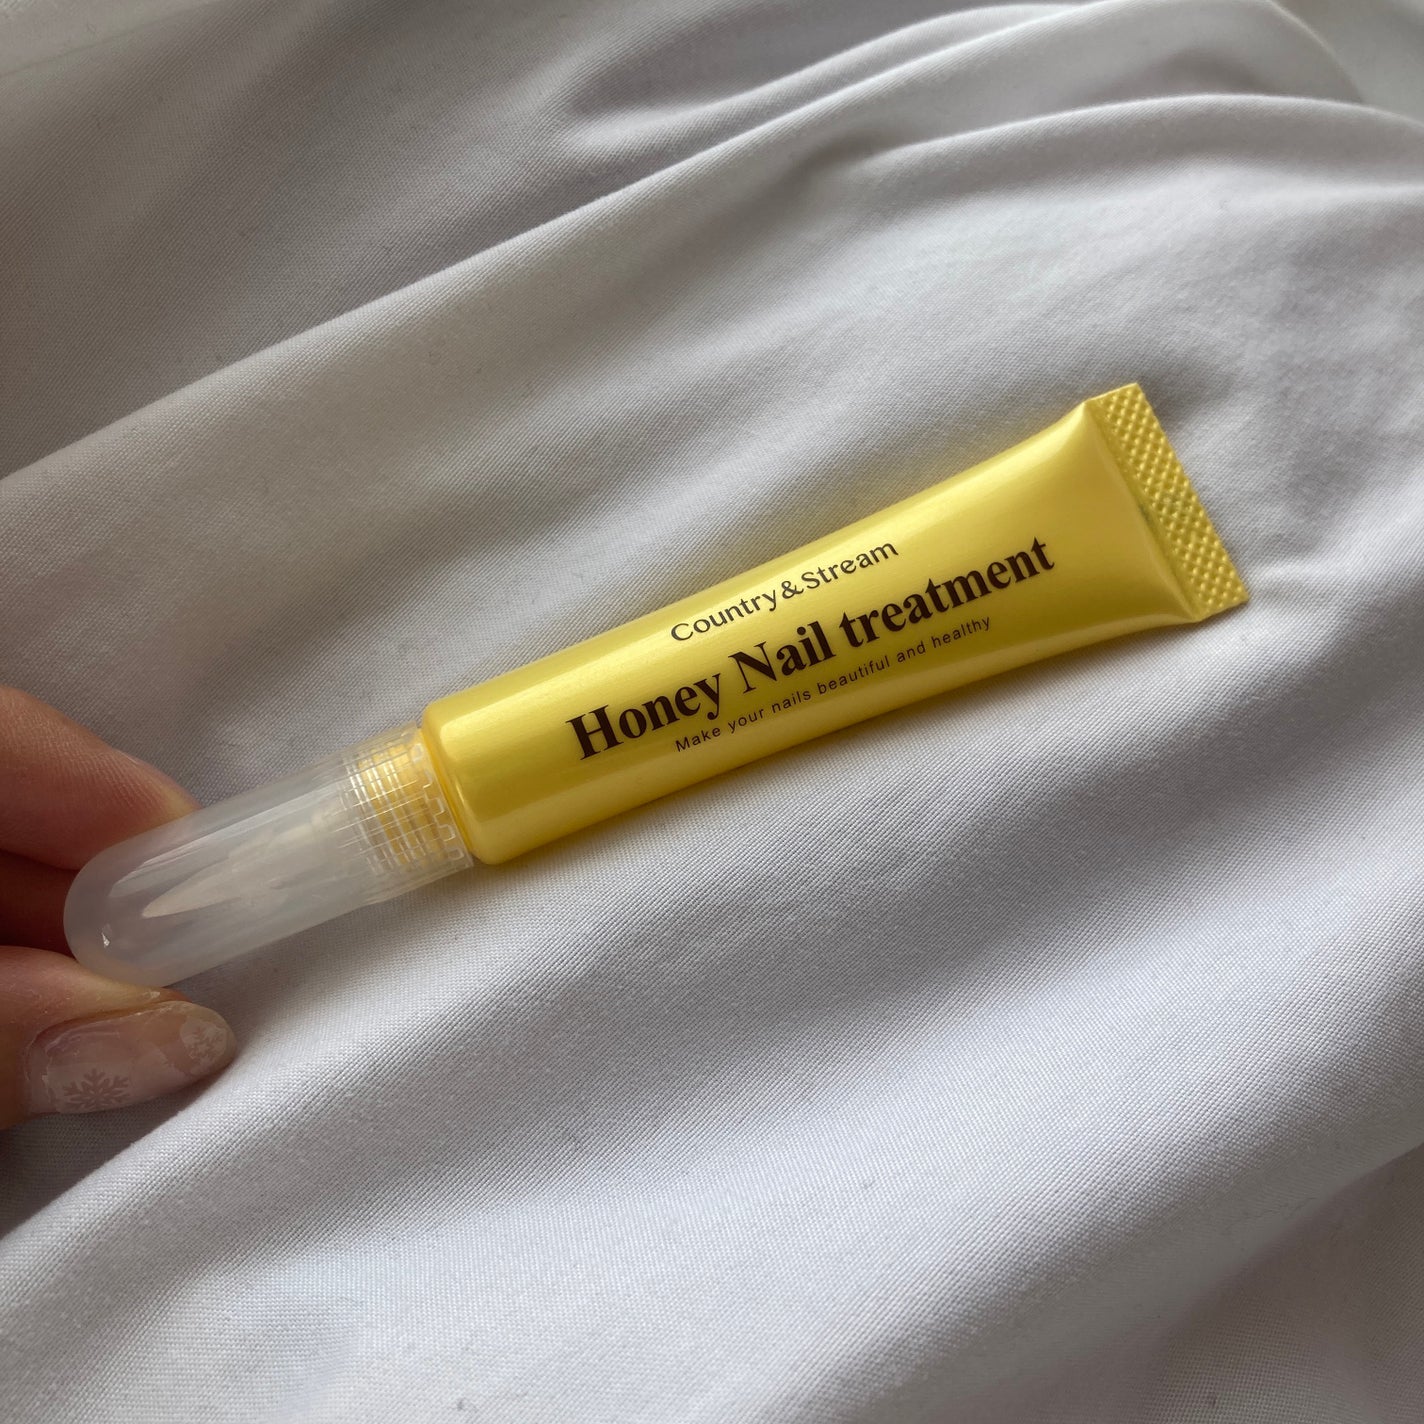 Country&Stream
Honey Nail treatment
Make your nails beautiful and healthy